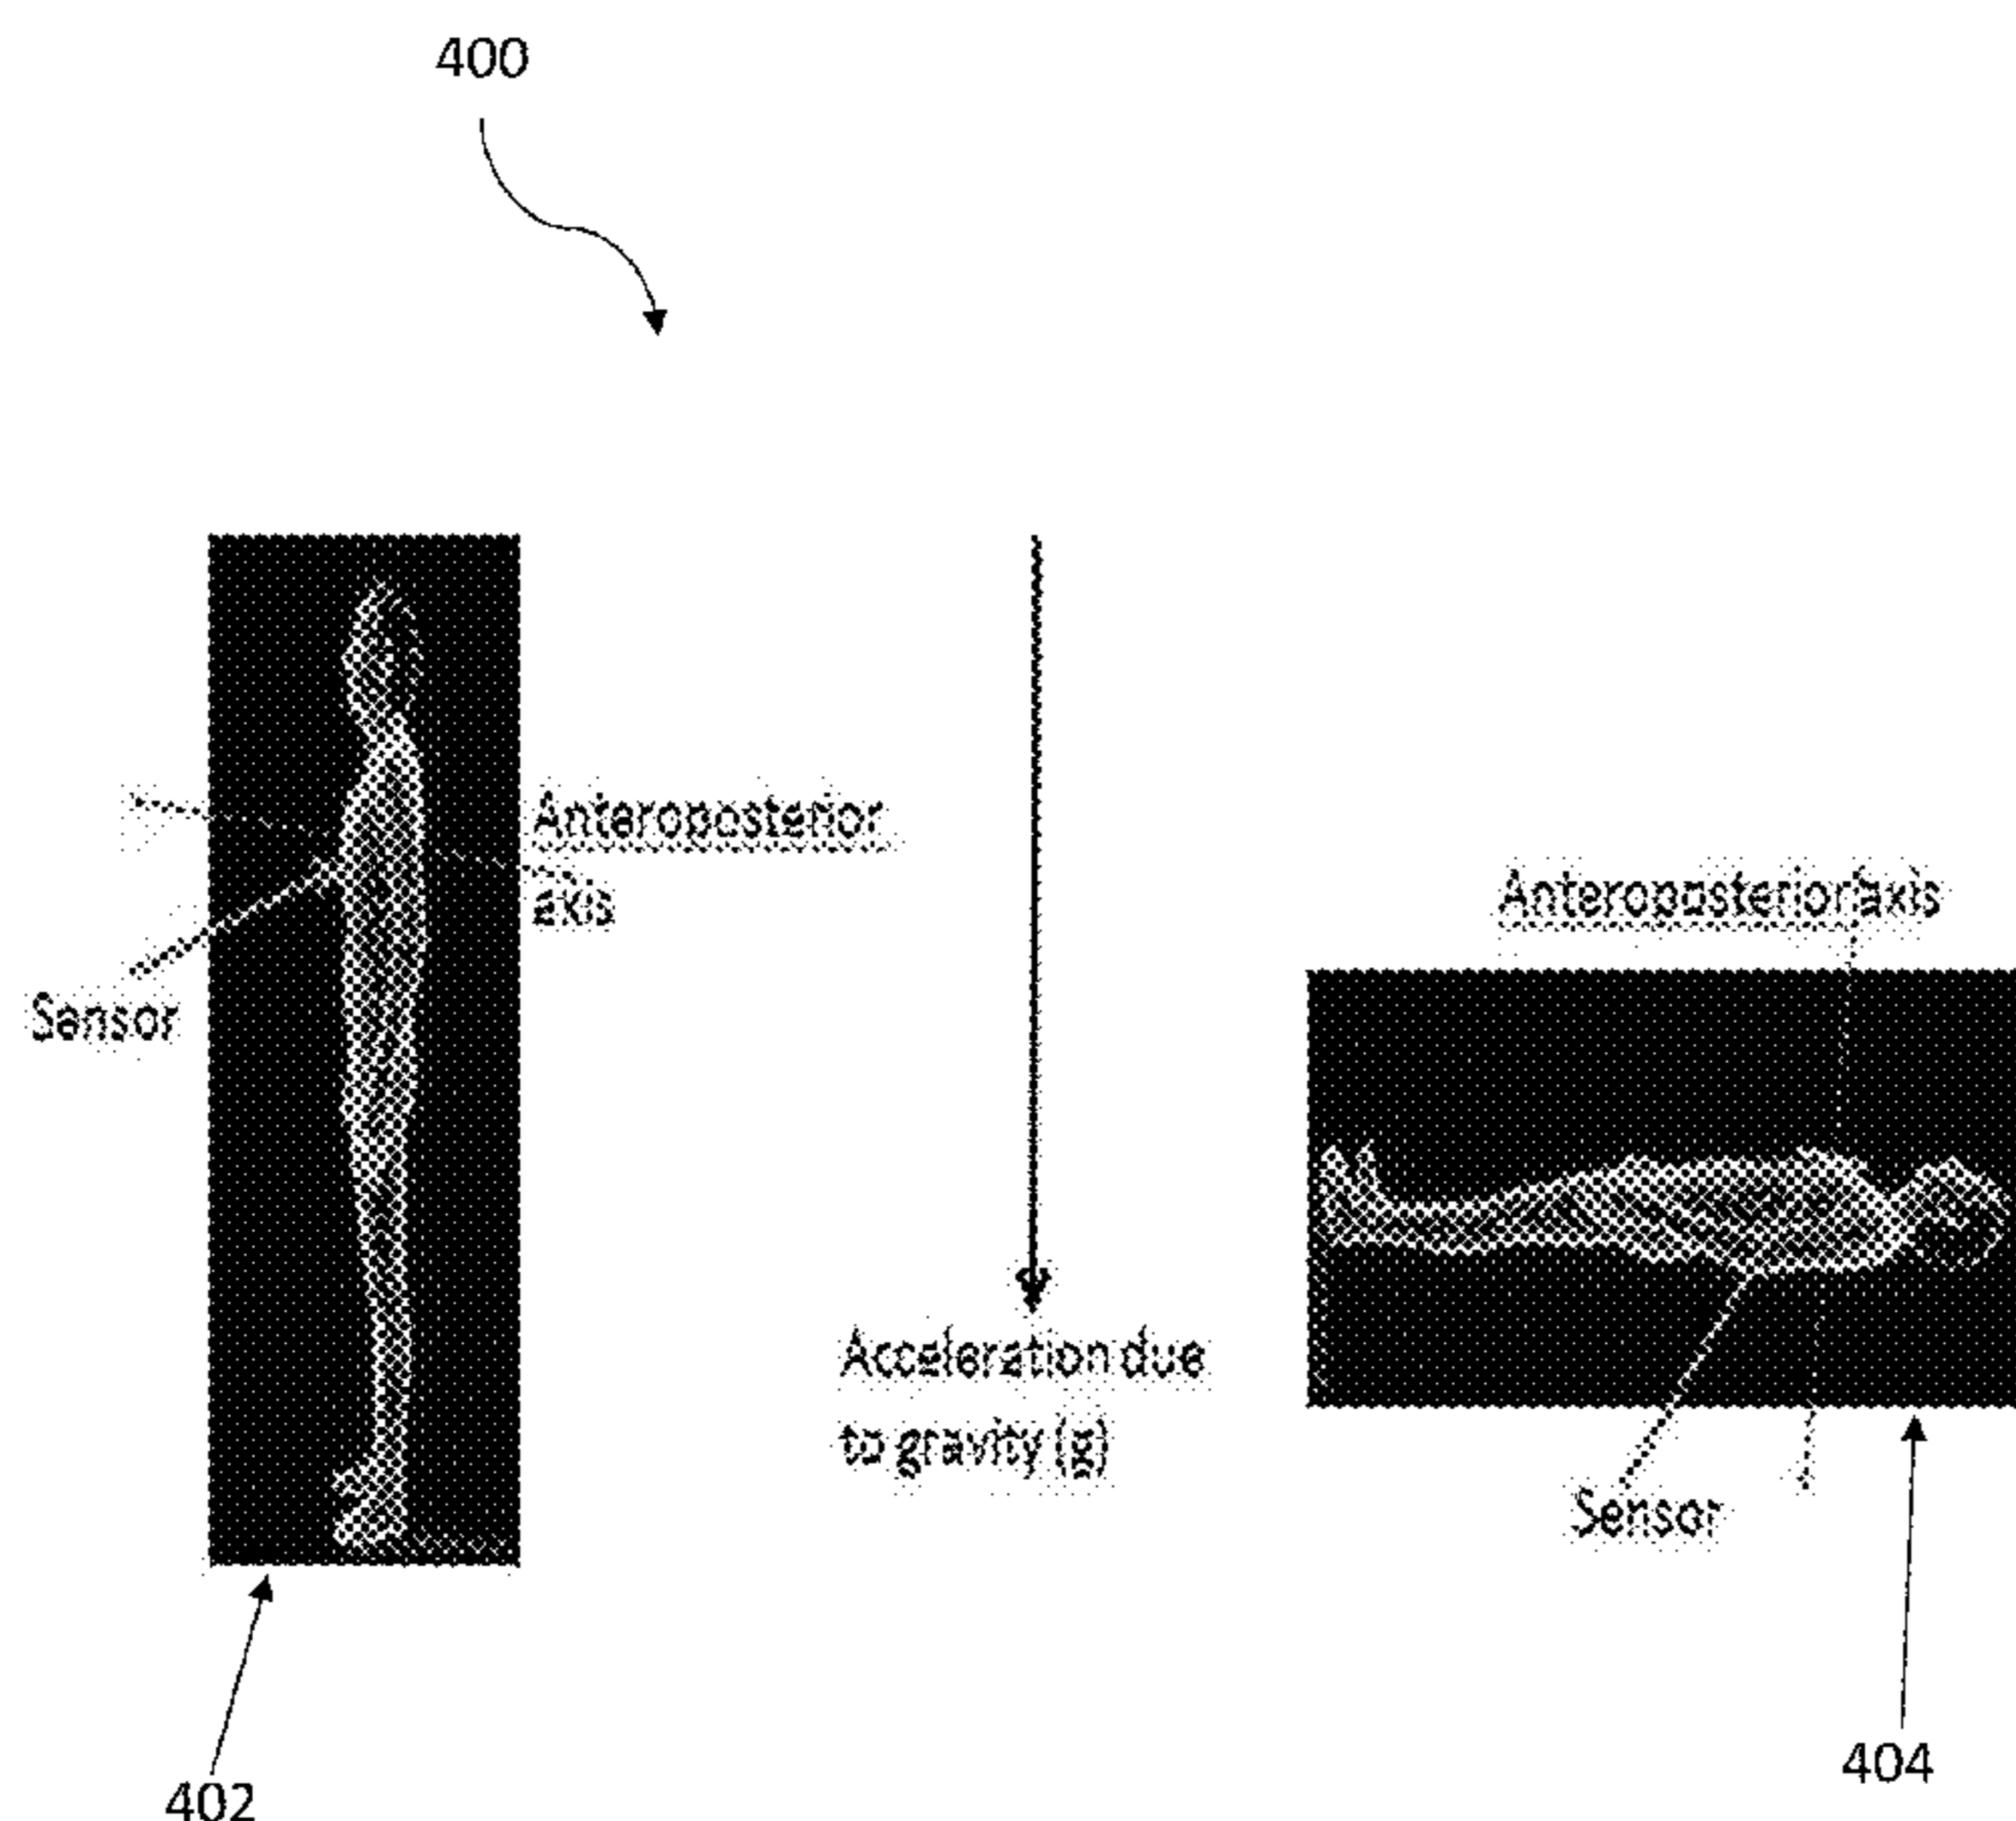 400
Anteroposterior
axis
Sensor
Acceleration due
to gravity (g)
Anteroposterior axis
Sensor
402
404